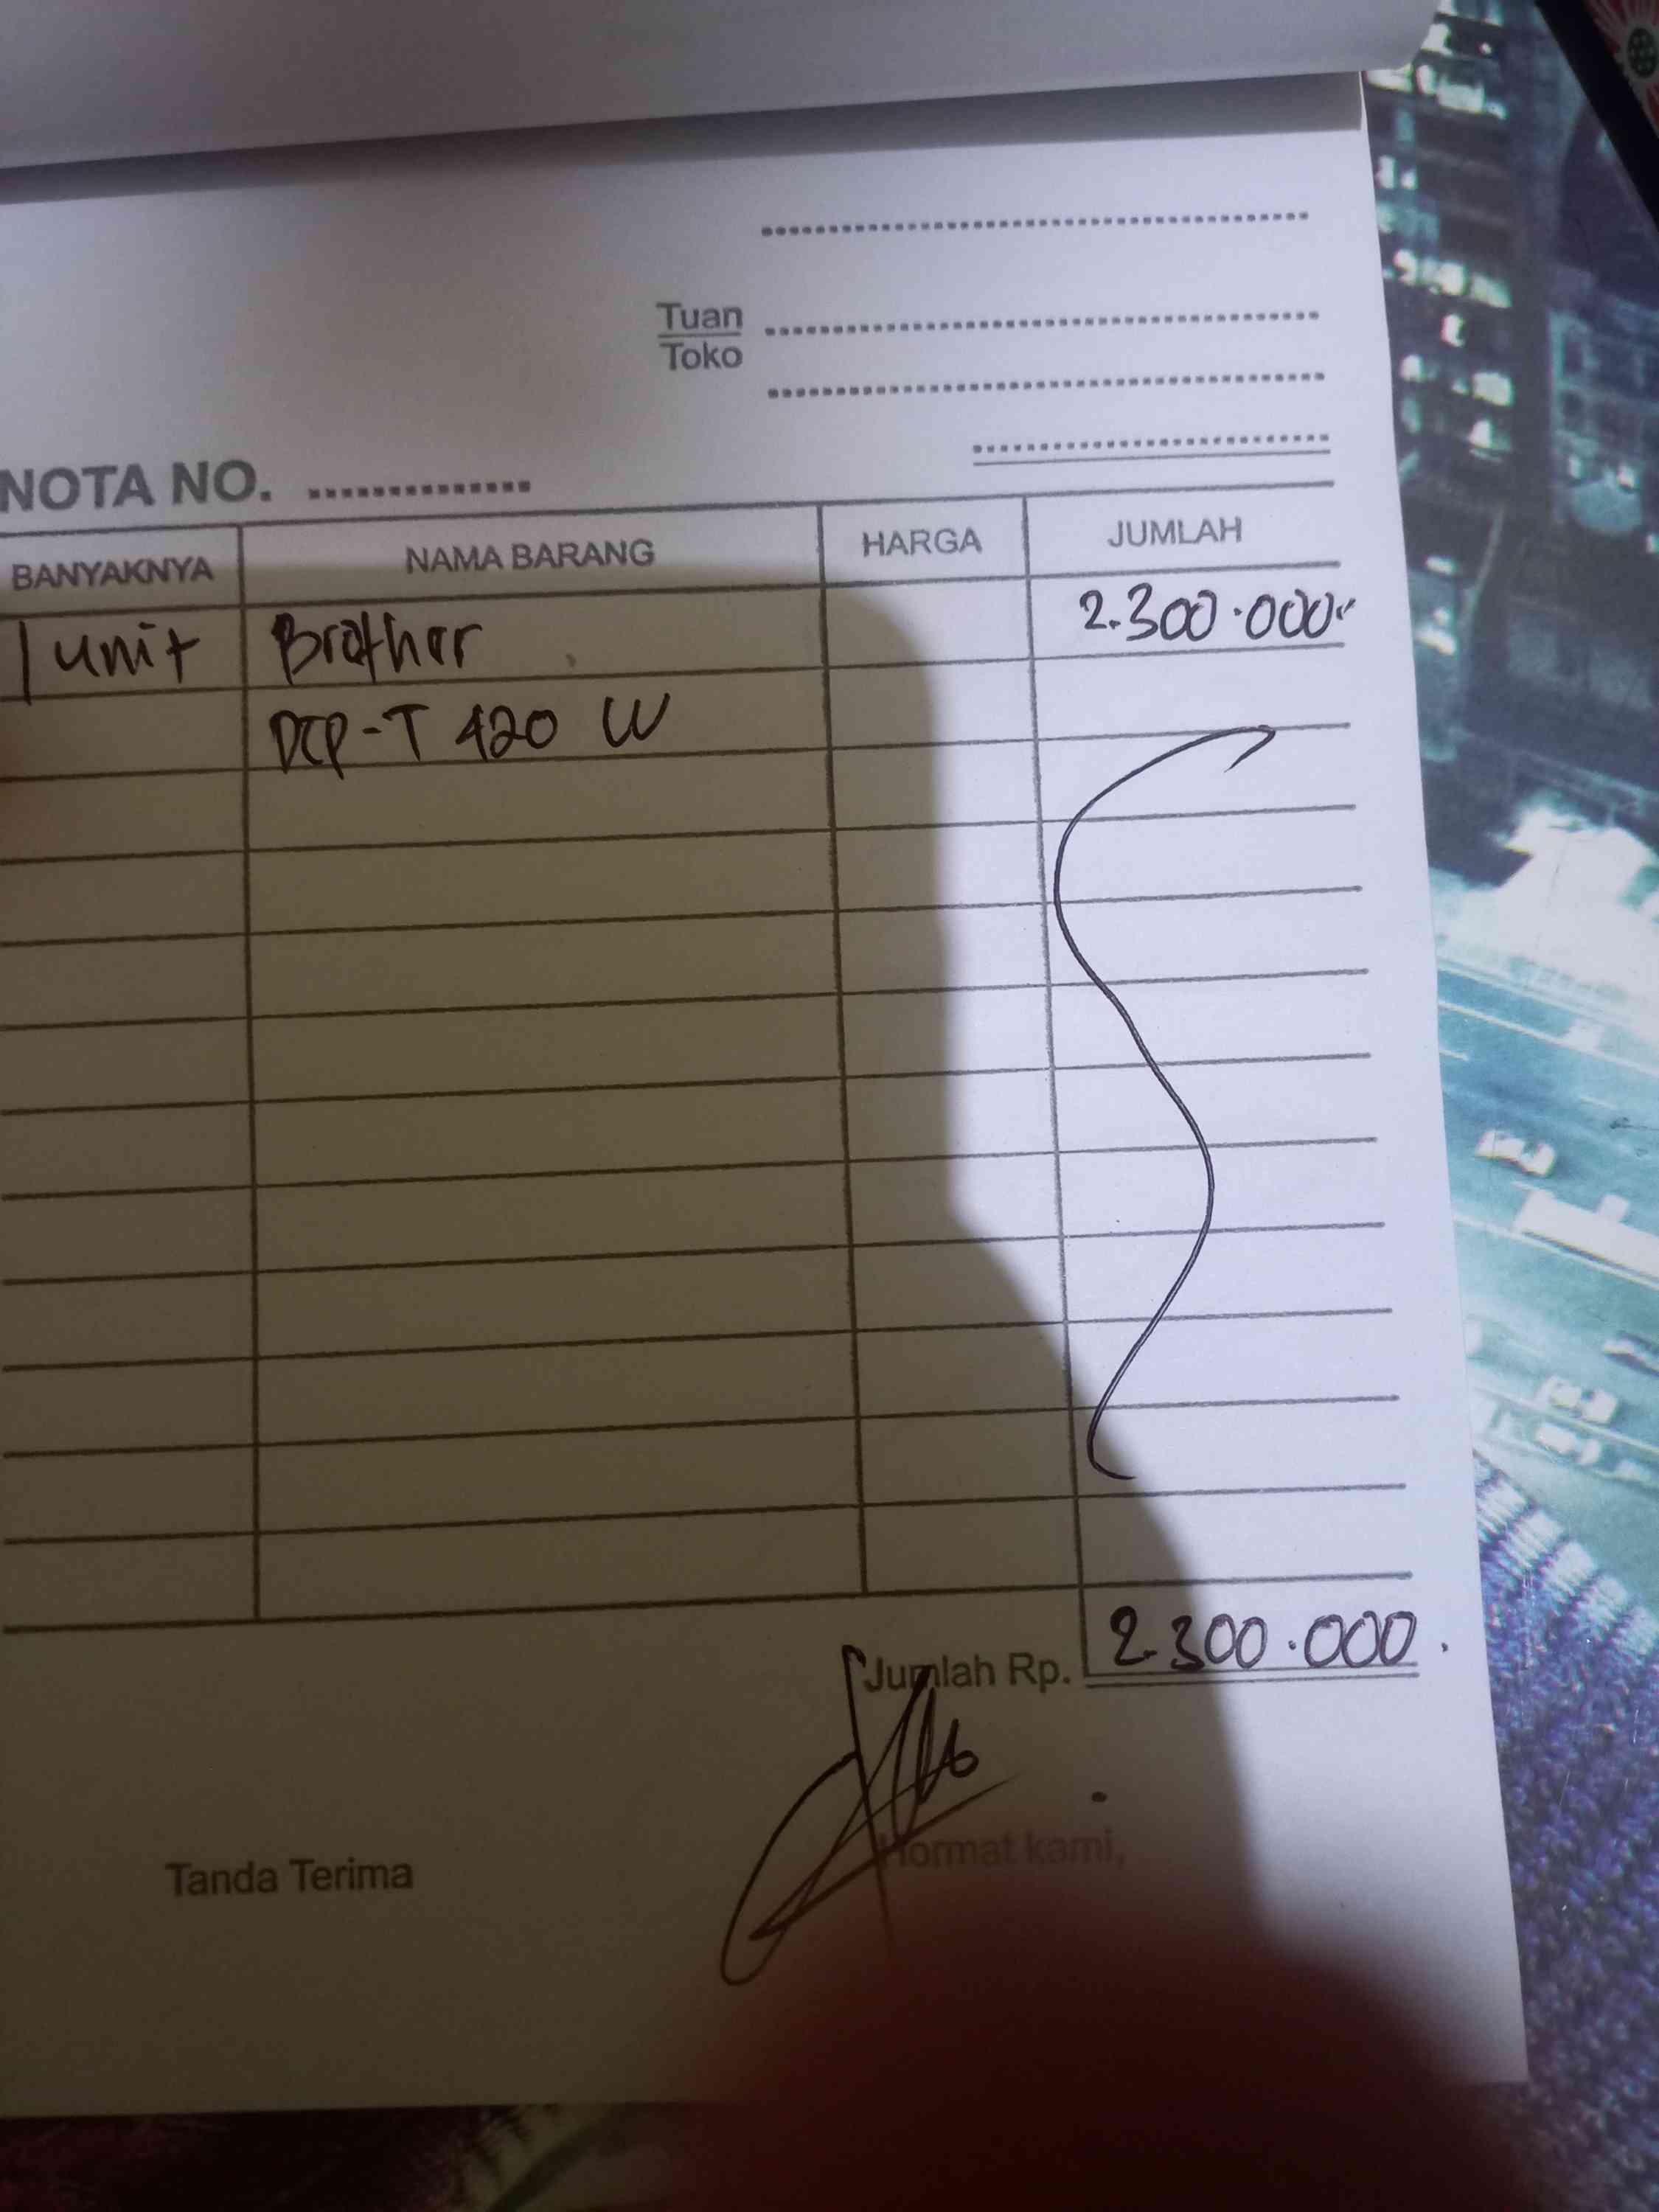 Tuan
Toko
NOTA NO.
BANYAKNYA NAMA BARANG HARGA JUMLAH
1 unit Brother 2.300.000
DCP-T 420 W
Jumlah Rp. 2.300.000
Tanda Terima Hormat kami,